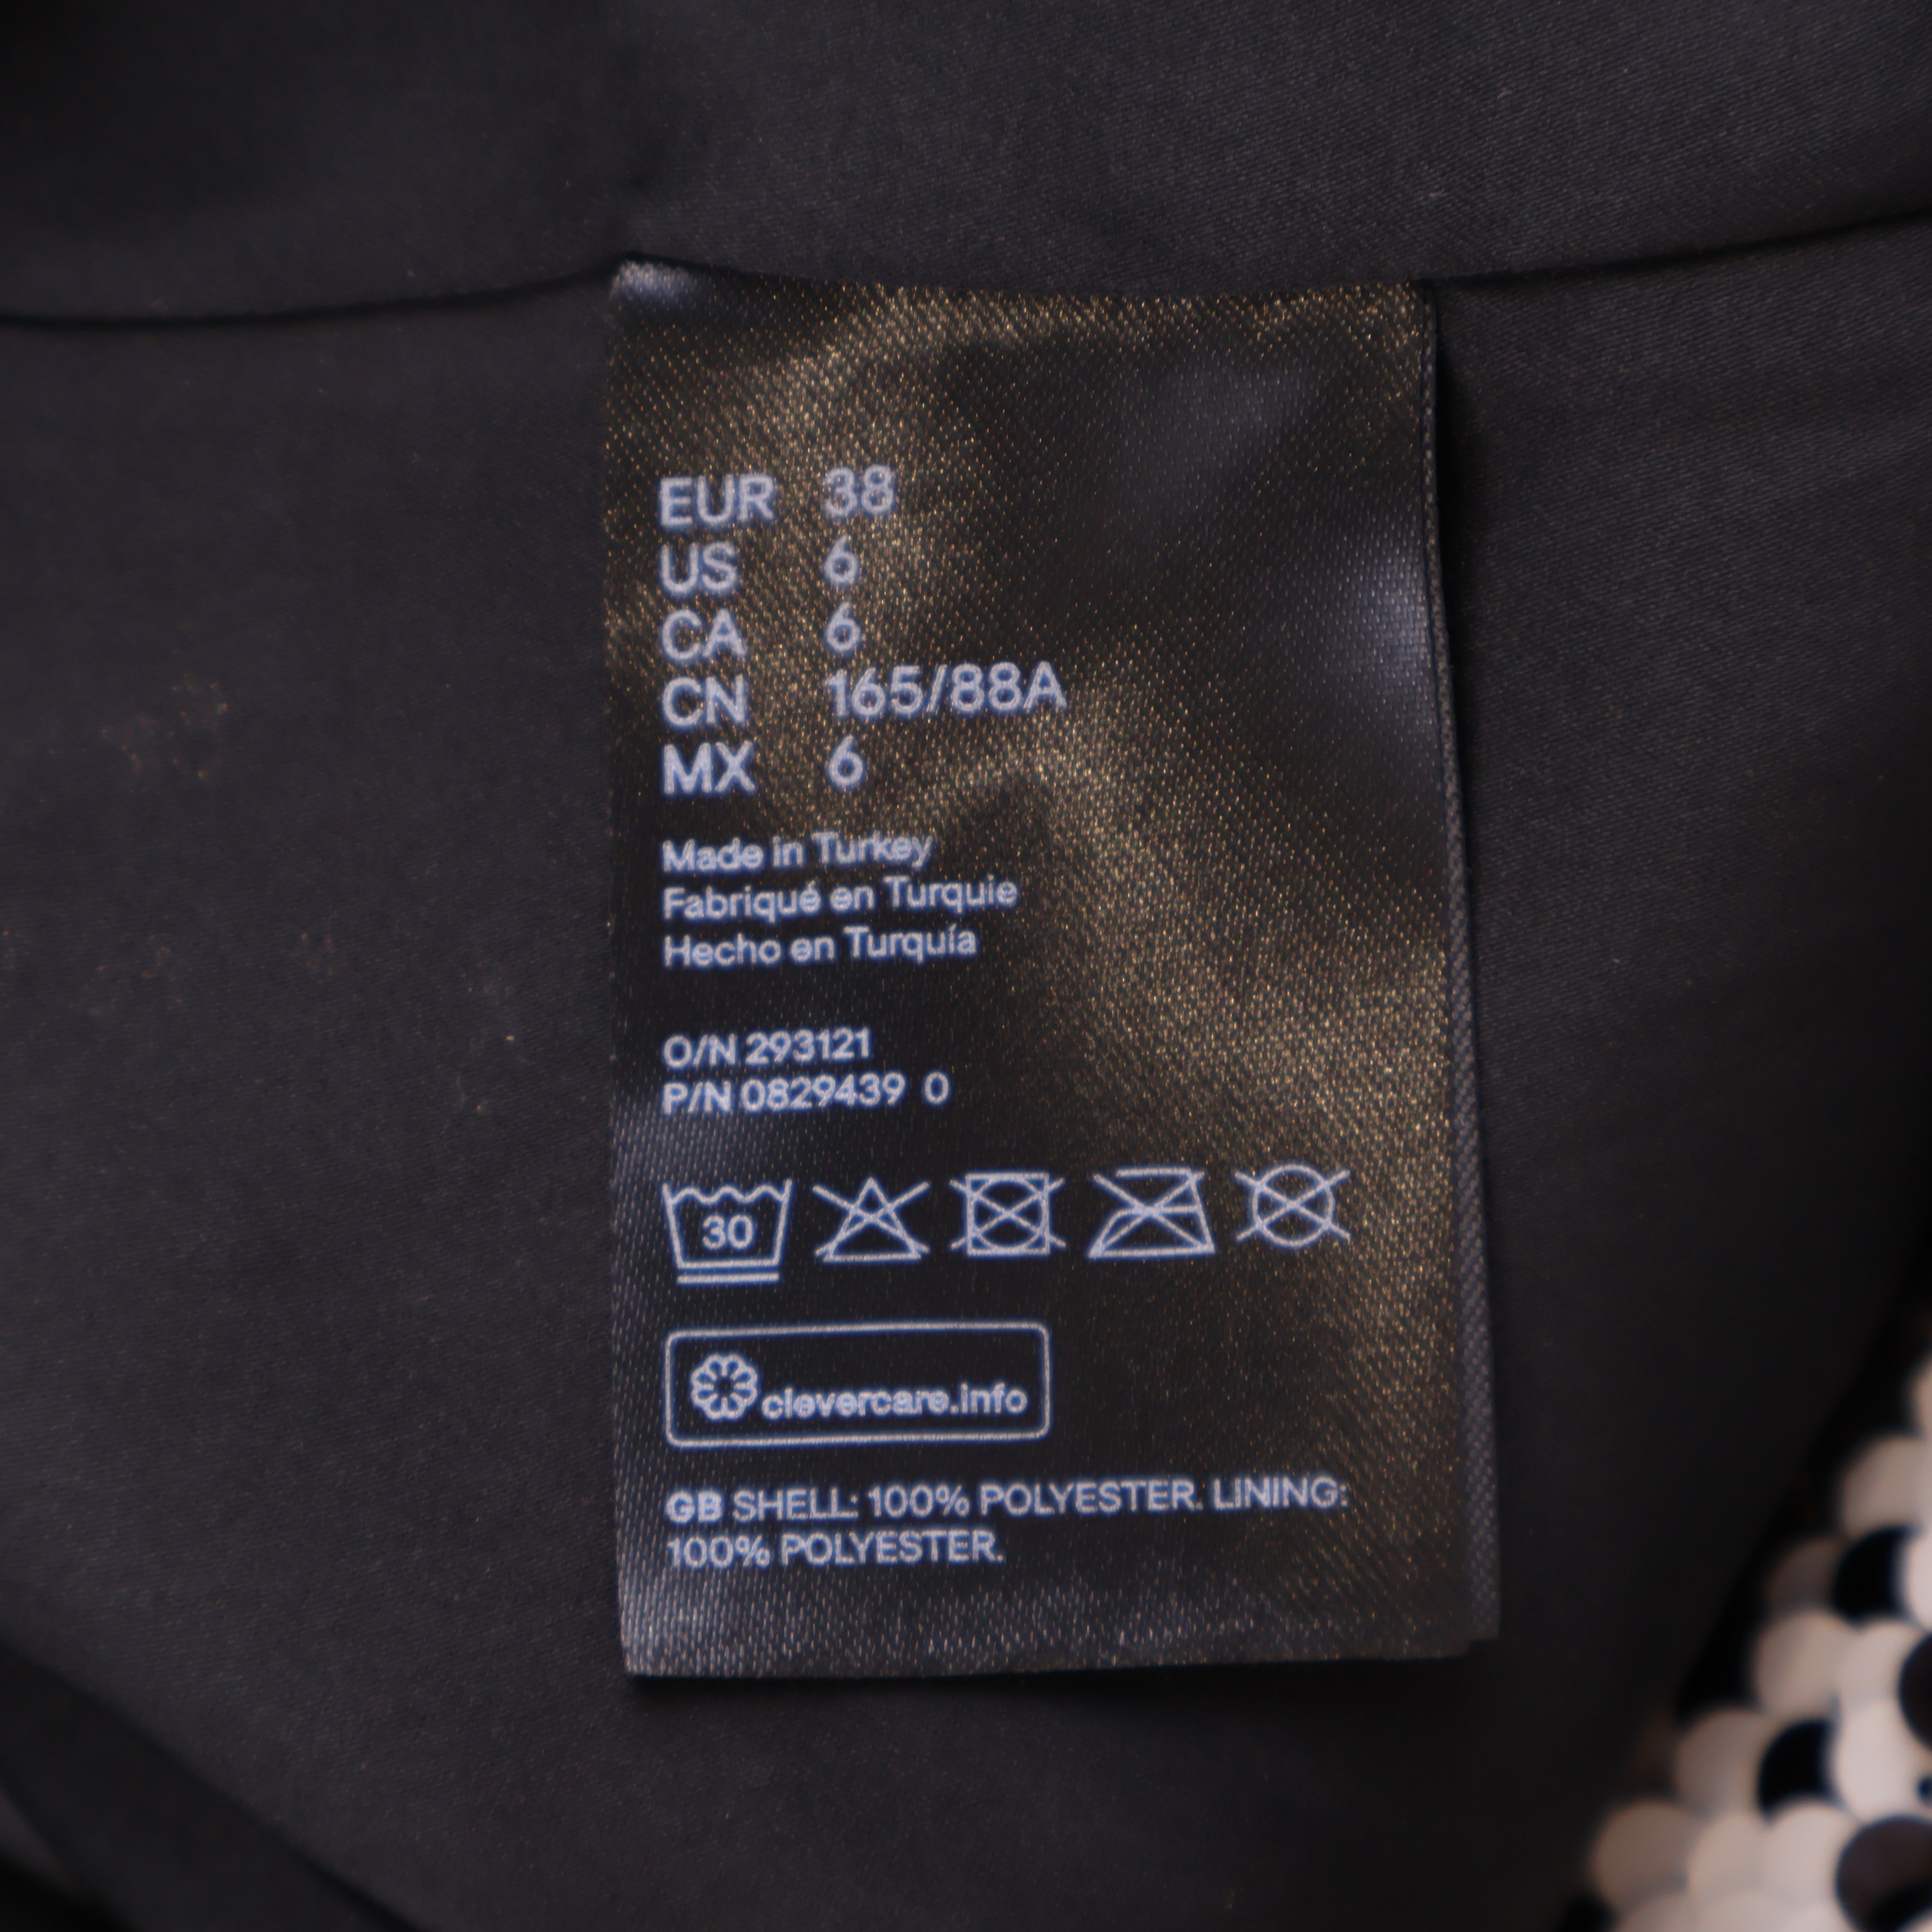 EUR 38
US 6
CA 6
CN 165/88A
MX 6
Made in Turkey
Fabriqué en Turquie
Hecho en Turquía
O/N 293121
P/N 0829439 0
30
clevercare.info
GB SHELL: 100% POLYESTER. LINING:
100% POLYESTER.